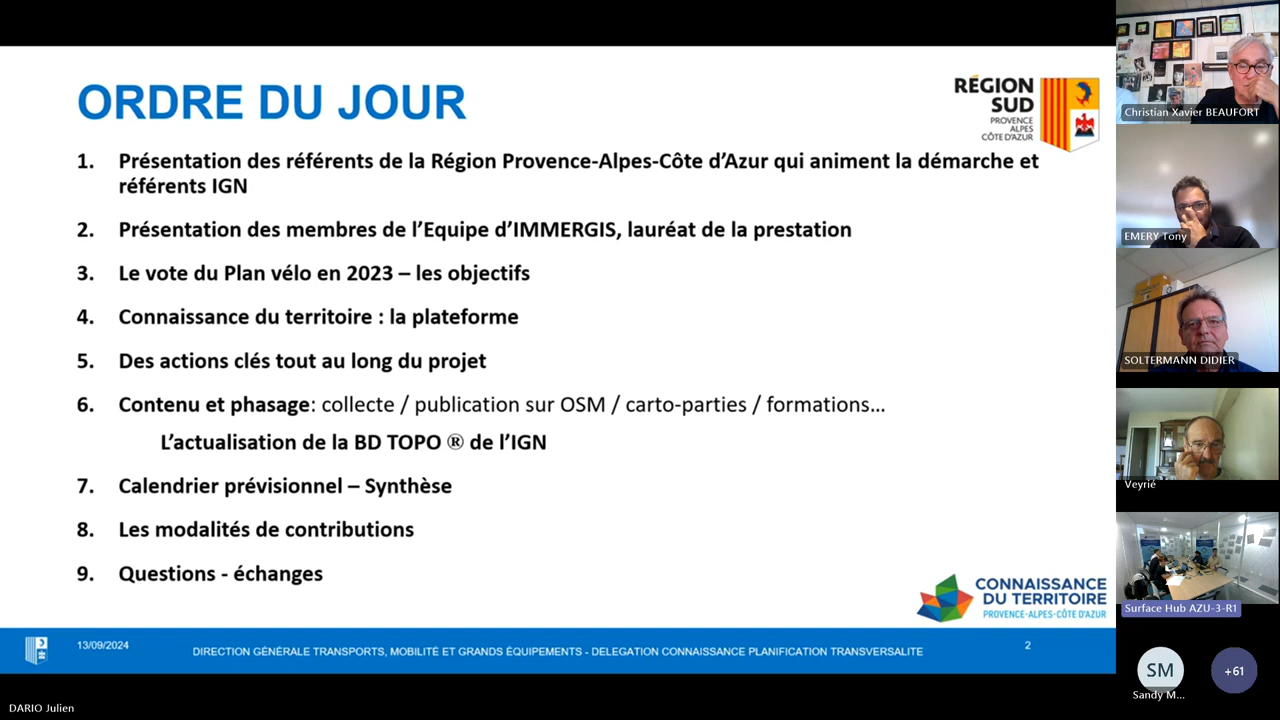 ORDRE DU JOUR
RÉGION
SUD
PROVENCE
ALPES
CÔTE D'AZUR
1. Présentation des référents de la Région Provence-Alpes-Côte d’Azur qui animent la démarche et
référents IGN
2. Présentation des membres de l’Equipe d’IMMERGIS, lauréat de la prestation
3. Le vote du Plan vélo en 2023 – les objectifs
4. Connaissance du territoire : la plateforme
5. Des actions clés tout au long du projet
6. Contenu et phasage: collecte / publication sur OSM / carto-parties / formations…
L’actualisation de la BD TOPO ® de l’IGN
7. Calendrier prévisionnel – Synthèse
8. Les modalités de contributions
9. Questions - échanges
CONNAISSANCE
DU TERRITOIRE
PROVENCE-ALPES-CÔTE D'AZUR
13/09/2024
DIRECTION GÉNÉRALE TRANSPORTS, MOBILITÉ ET GRANDS ÉQUIPEMENTS - DELEGATION CONNAISSANCE PLANIFICATION TRANSVERSALITE
2
DARIO Julien
Christian Xavier BEAUFORT
EMERY Tony
SOLTERMANN DIDIER
Veyrié
Surface Hub AZU-3-R1
SM
Sandy M...
+61